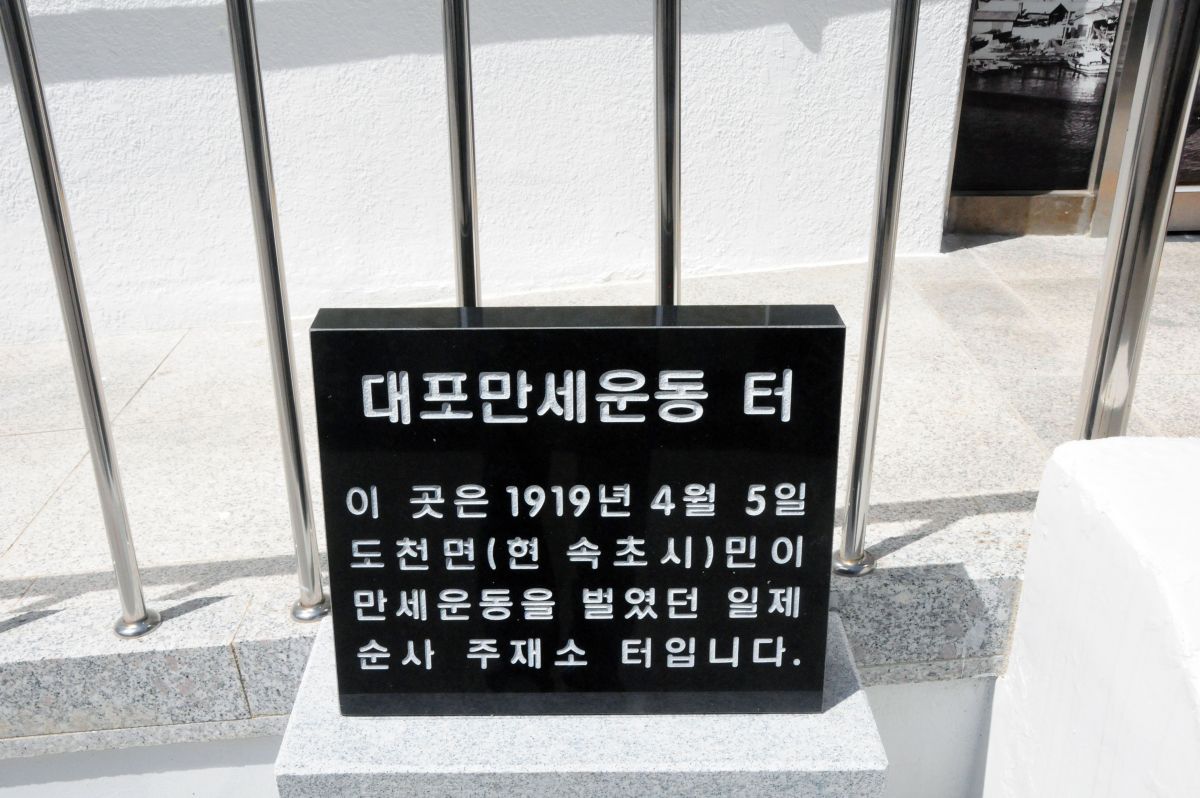 대포만세운동 터
이 곳은 1919년 4월 5일
도천면(현 속초시)민이
만세운동을 벌였던 일제
순사 주재소 터입니다.